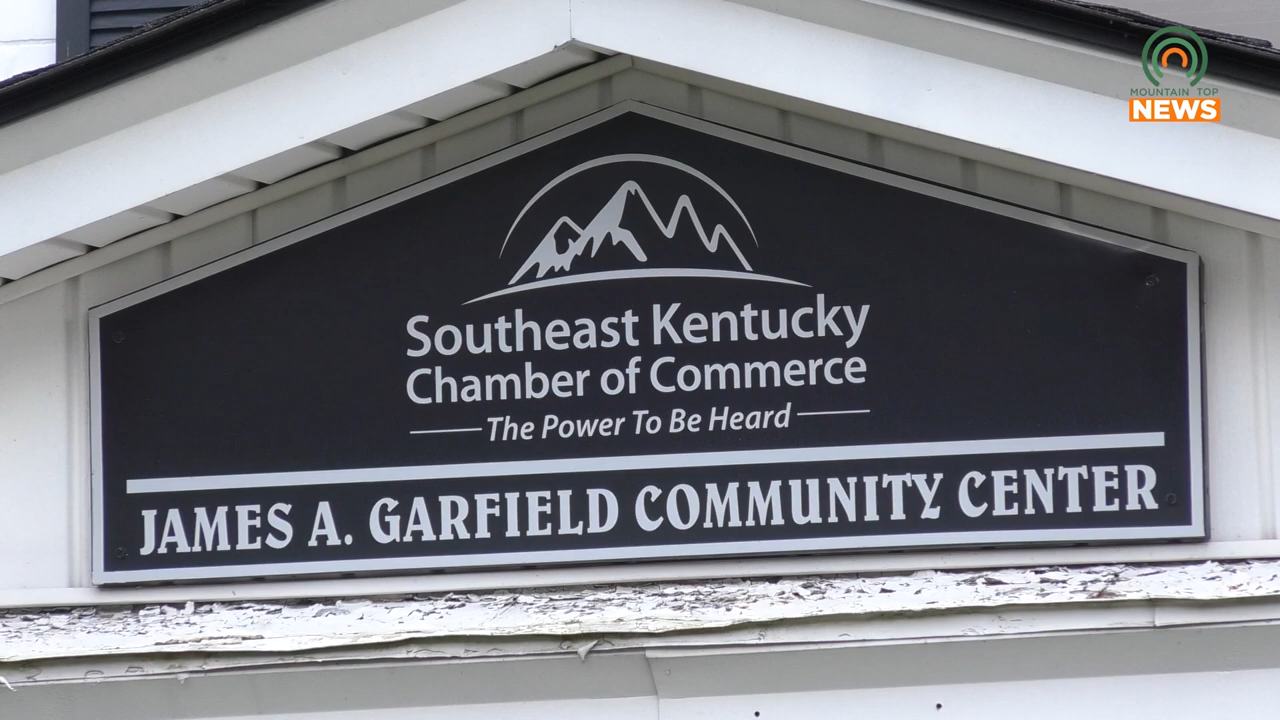 MOUNTAIN TOP
NEWS
Southeast Kentucky
Chamber of Commerce
The Power To Be Heard
JAMES A. GARFIELD COMMUNITY CENTER